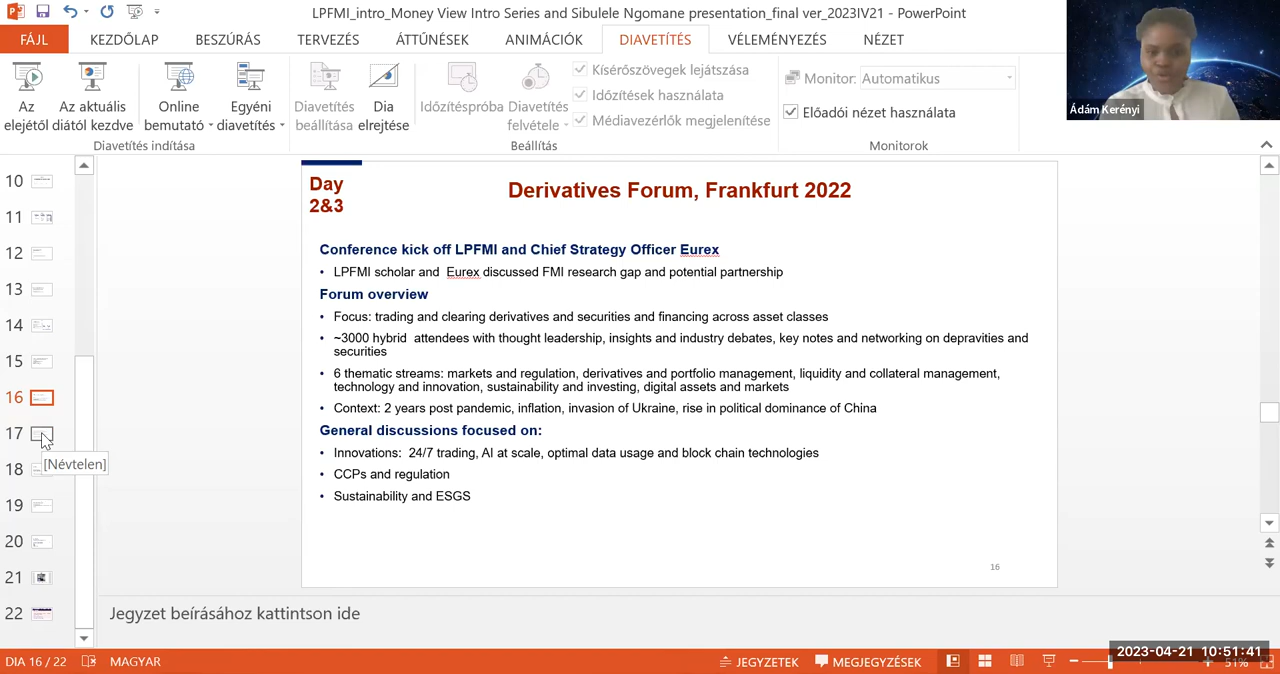 LPFMI_intro_Money View Intro Series and Sibulele Ngomane presentation_final ver_2023IV21 - PowerPoint
FÁJL KEZDŐLAP BESZÚRÁS TERVEZÉS ÁTTŰNÉSEK ANIMÁCIÓK DIAVETÍTÉS VÉLEMÉNYEZÉS NÉZET
Az elejétől
Az aktuális diától kezdve
Online bemutató
Egyéni diavetítés
Diavetítés indítása
Diavetítés beállítása
Dia elrejtése
Időzítéspróba
Diavetítés felvétele
Kísérőszövegek lejátszása
Időzítések használata
Médiavezérlők megjelenítése
Beállítás
Monitor: Automatikus
Előadói nézet használata
Monitorok
Ádám Kerényi
10
11
12
13
14
15
16
17
[Névtelen]
18
19
20
21
22
Day
2&3
Derivatives Forum, Frankfurt 2022
Conference kick off LPFMI and Chief Strategy Officer Eurex
• LPFMI scholar and Eurex discussed FMI research gap and potential partnership
Forum overview
• Focus: trading and clearing derivatives and securities and financing across asset classes
• ~3000 hybrid attendees with thought leadership, insights and industry debates, key notes and networking on depravities and
securities
• 6 thematic streams: markets and regulation, derivatives and portfolio management, liquidity and collateral management,
technology and innovation, sustainability and investing, digital assets and markets
• Context: 2 years post pandemic, inflation, invasion of Ukraine, rise in political dominance of China
General discussions focused on:
• Innovations: 24/7 trading, AI at scale, optimal data usage and block chain technologies
• CCPs and regulation
• Sustainability and ESGS
16
Jegyzet beírásához kattintson ide
DIA 16 / 22 MAGYAR JEGYZETEK MEGJEGYZÉSEK 51%
2023-04-21 10:51:41